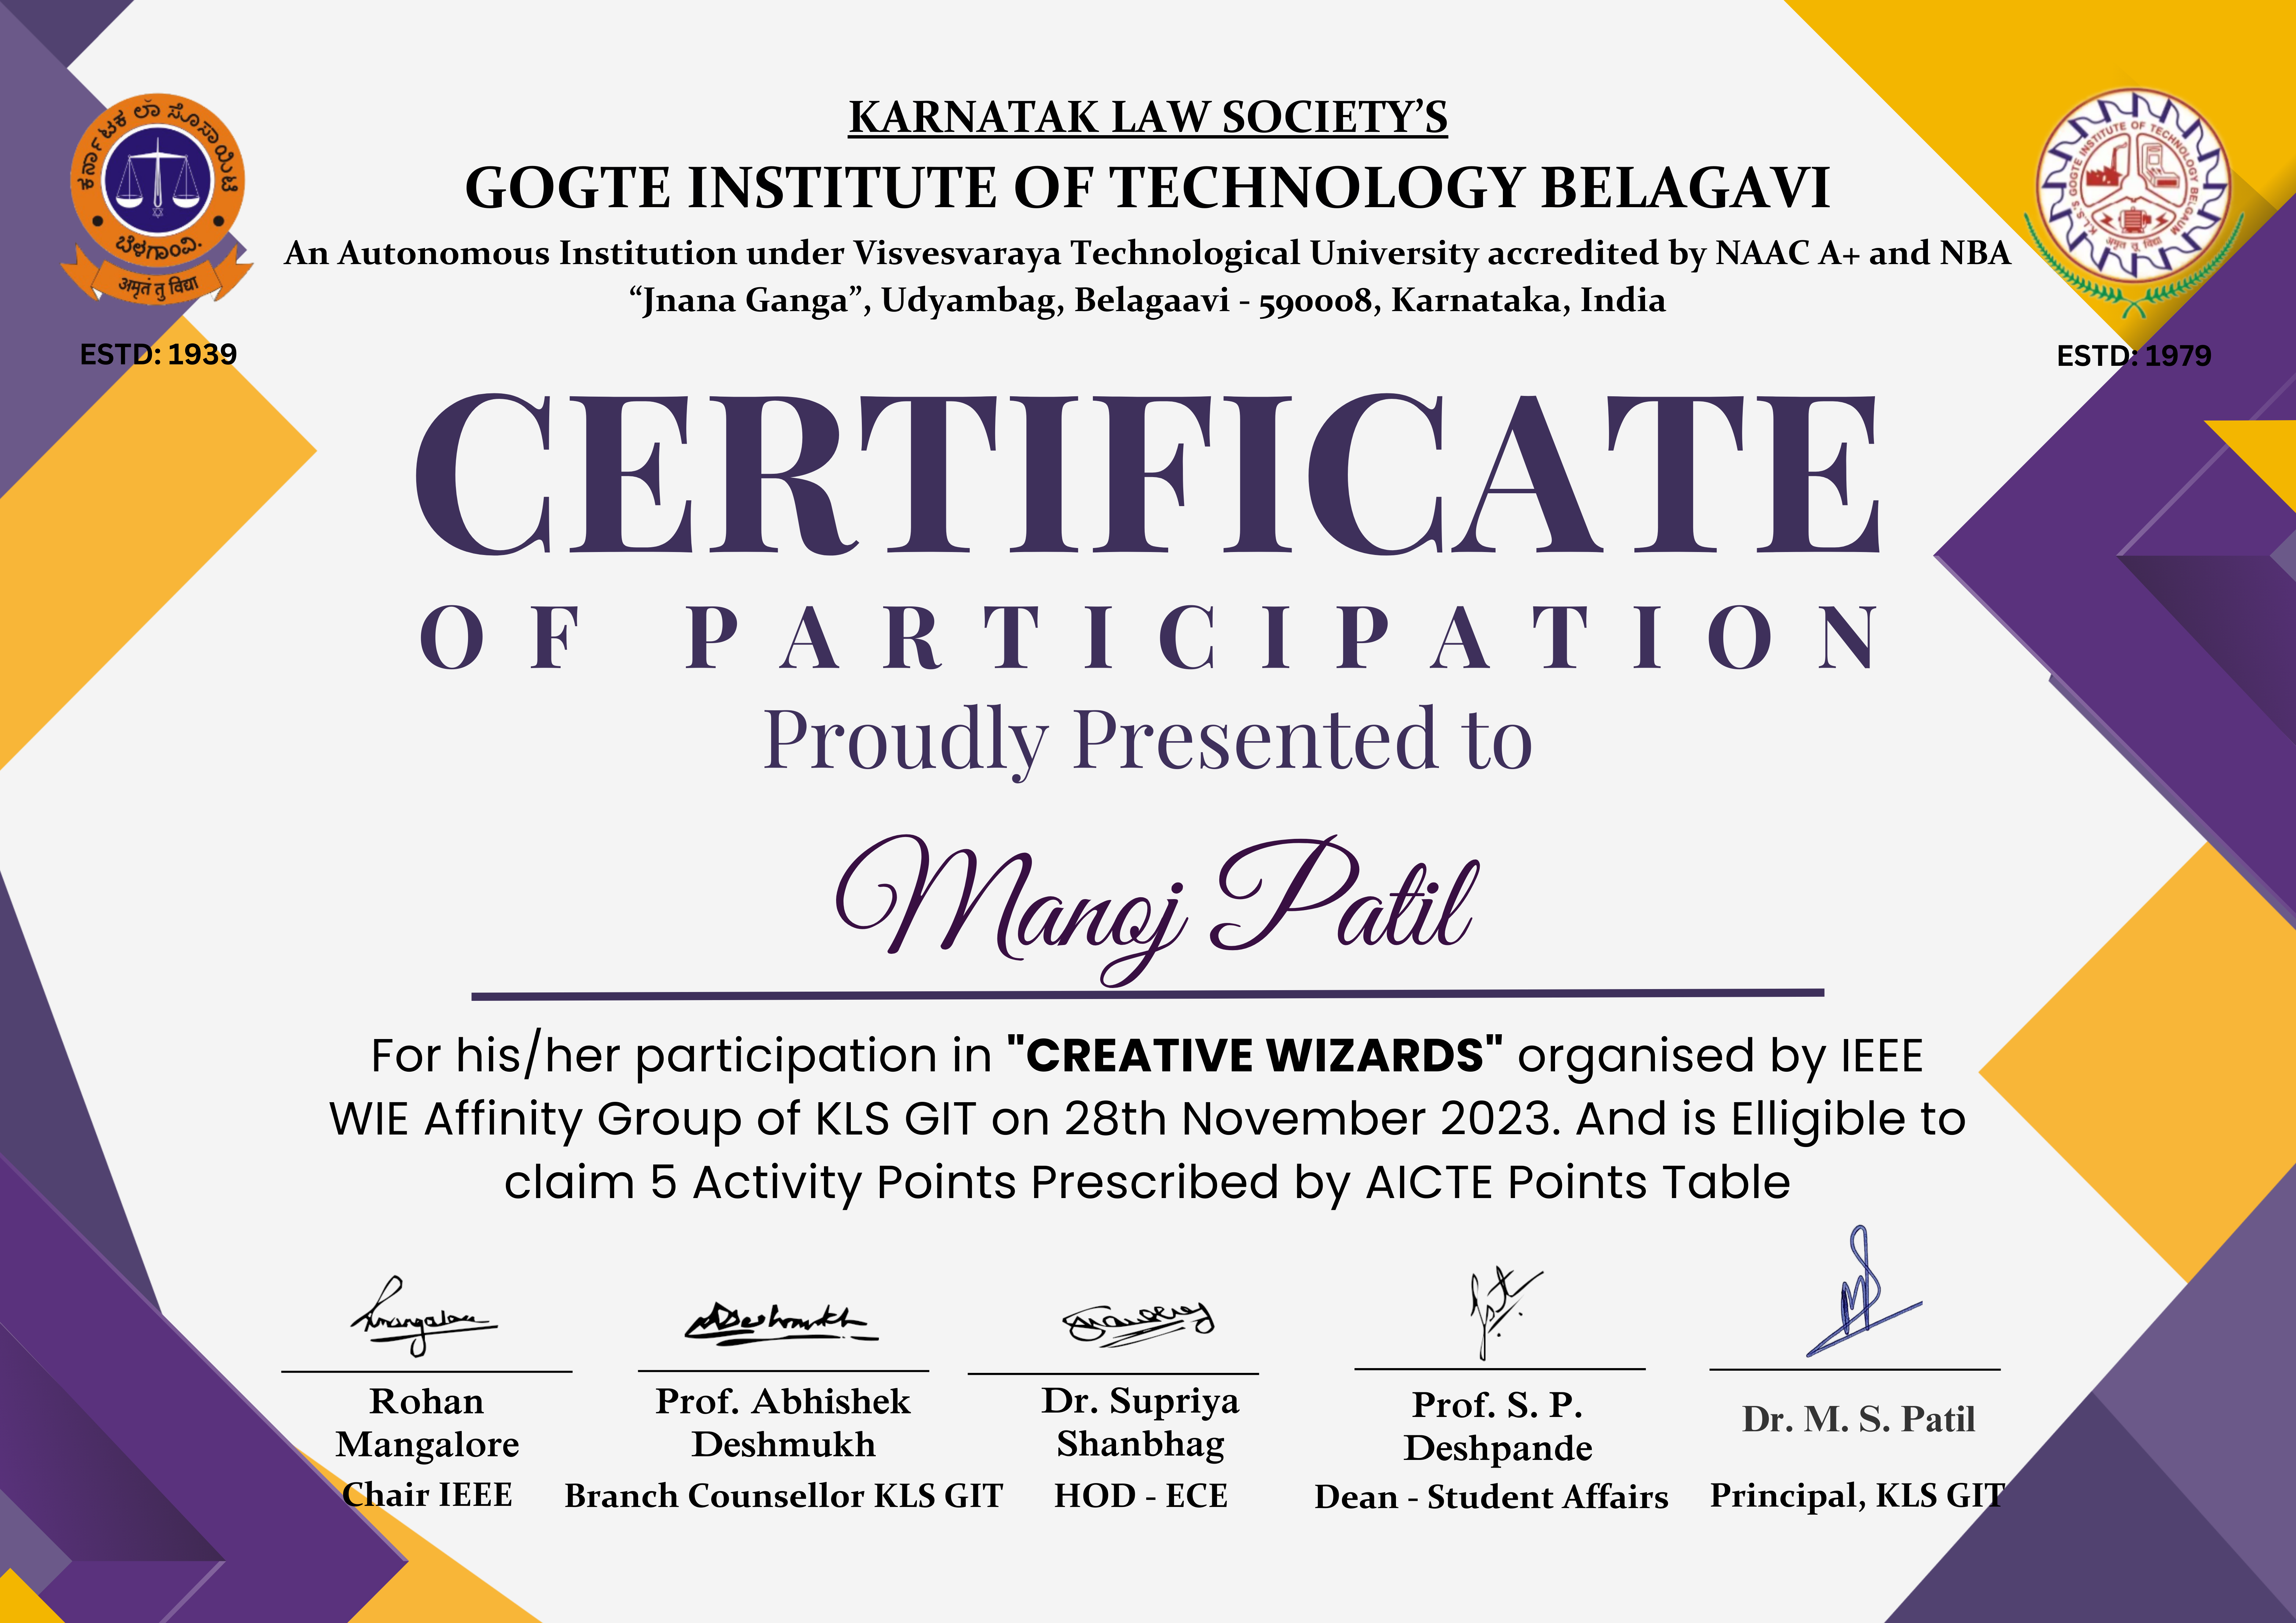 ಕರ್ನಾಟಕ ಲಾ ಸೊಸಾಯಿಟಿ
ಬೆಳಗಾಂವಿ.
अमृतं तु विद्या
ESTD: 1939
KARNATAK LAW SOCIETY'S
GOGTE INSTITUTE OF TECHNOLOGY BELAGAVI
An Autonomous Institution under Visvesvaraya Technological University accredited by NAAC A+ and NBA
“Jnana Ganga”, Udyambag, Belagaavi - 590008, Karnataka, India
K.L.S.'S GOGTE INSTITUTE OF TECHNOLOGY BELGAUM
अमृतं तु विद्या
ESTD: 1979
CERTIFICATE
OF PARTICIPATION
Proudly Presented to
Manoj Patil
For his/her participation in "CREATIVE WIZARDS" organised by IEEE
WIE Affinity Group of KLS GIT on 28th November 2023. And is Elligible to
claim 5 Activity Points Prescribed by AICTE Points Table
Rohan
Mangalore
Chair IEEE
Prof. Abhishek
Deshmukh
Branch Counsellor KLS GIT
Dr. Supriya
Shanbhag
HOD - ECE
Prof. S. P.
Deshpande
Dean - Student Affairs
Dr. M. S. Patil
Principal, KLS GIT